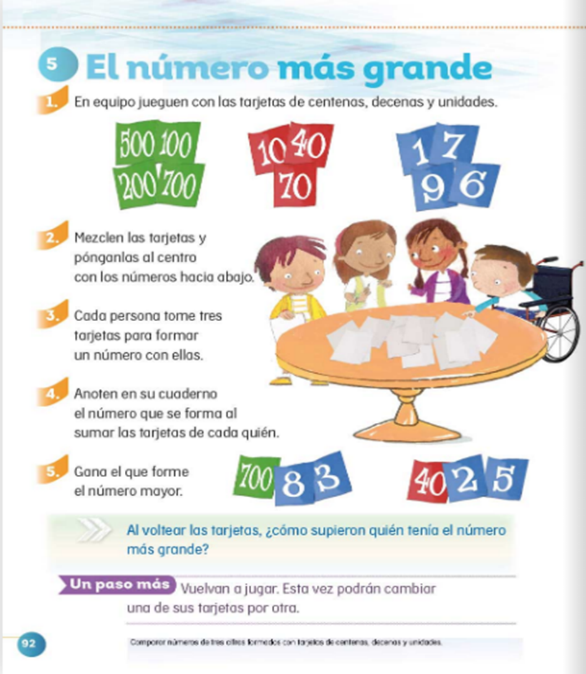 5 El número más grande
1. En equipo jueguen con las tarjetas de centenas, decenas y unidades.
500 100
200 700
10 40
70
1 7
9 6
2. Mezclen las tarjetas y
pónganlas al centro
con los números hacia abajo.
3. Cada persona tome tres
tarjetas para formar
un número con ellas.
4. Anoten en su cuaderno
el número que se forma al
sumar las tarjetas de cada quién.
5. Gana el que forme
el número mayor.
700 8 3
40 2 5
Al voltear las tarjetas, ¿cómo supieron quién tenía el número
más grande?
Un paso más Vuelvan a jugar. Esta vez podrán cambiar
una de sus tarjetas por otra.
92
Comparar números de tres cifras formados con tarjetas de centenas, decenas y unidades.